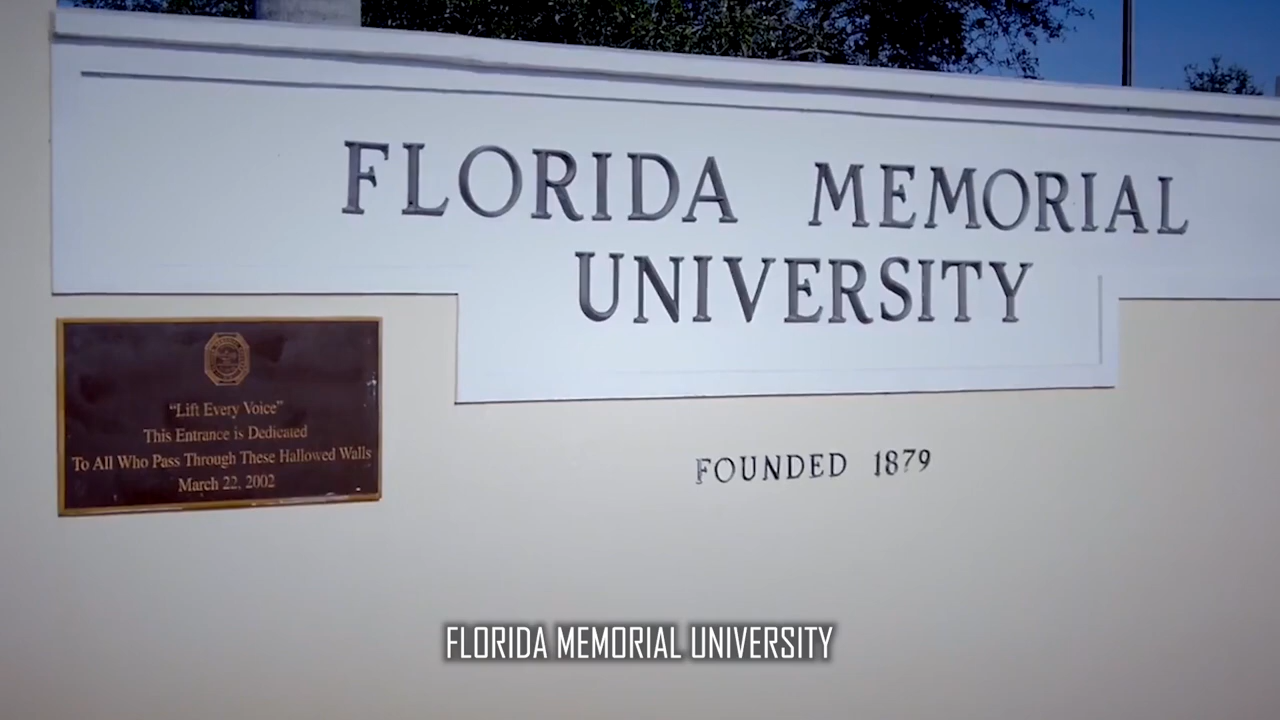 FLORIDA MEMORIAL
UNIVERSITY
“Lift Every Voice”
This Entrance is Dedicated
To All Who Pass Through These Hallowed Walls
March 22, 2002
FOUNDED 1879
FLORIDA MEMORIAL UNIVERSITY